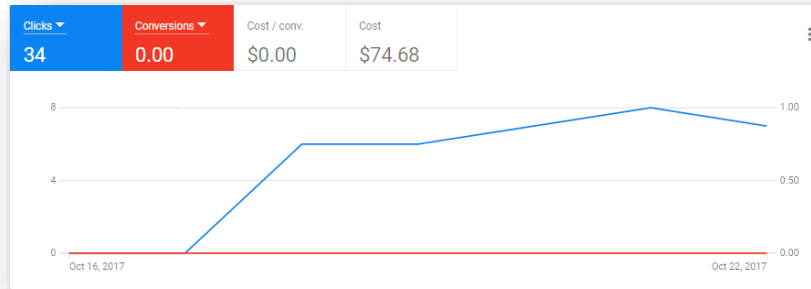 Clicks Conversions Cost / conv. Cost
34 0.00 $0.00 $74.68
8 1.00
4 0.50
0 0.00
Oct 16, 2017 Oct 22, 2017